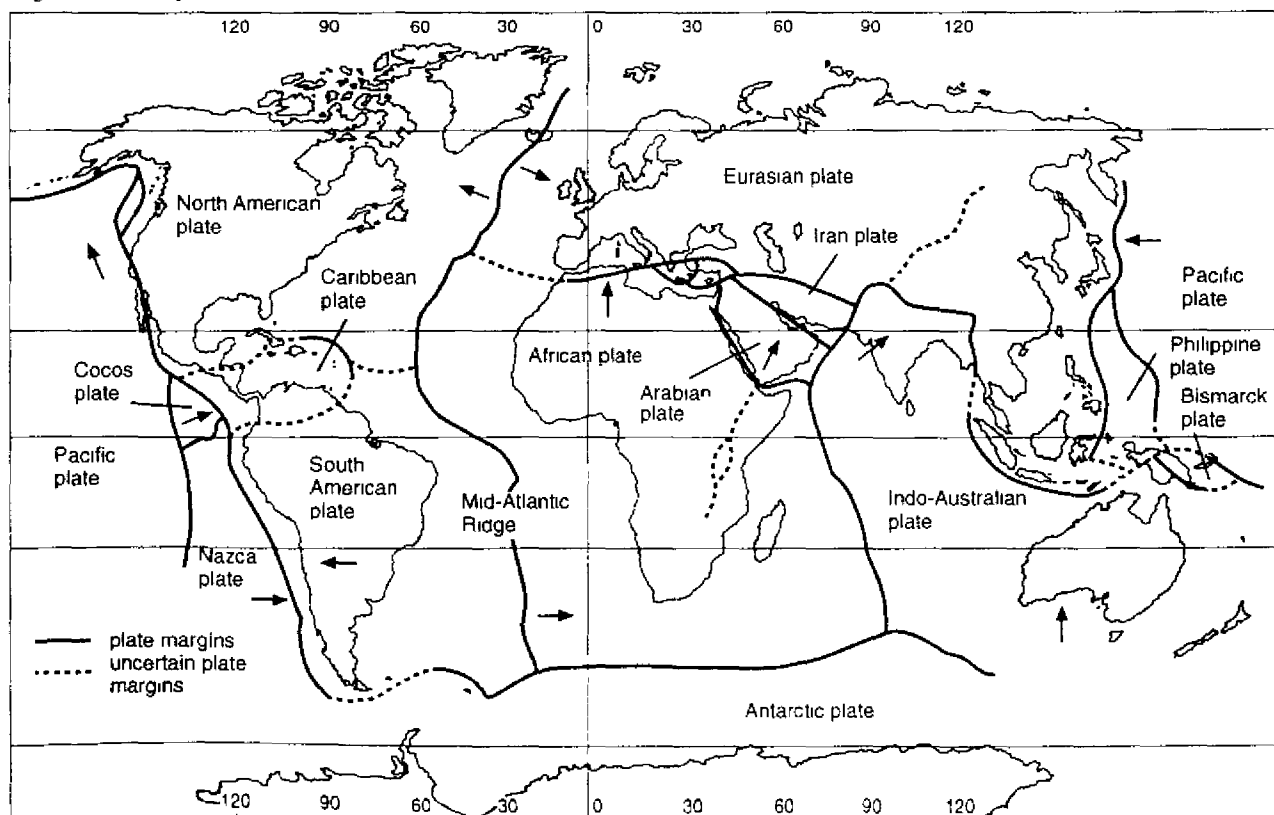 120 90 60 30 0 30 60 90 120
Eurasian plate
North American
plate
Iran plate
Caribbean
plate
Pacific
plate
Cocos
plate
African plate
Arabian
plate
Philippine
plate
Bismarck
plate
Pacific
plate
South
American
plate
Mid-Atlantic
Ridge
Indo-Australian
plate
Nazca
plate
plate margins
uncertain plate
margins
Antarctic plate
120 90 60 30 0 30 60 90 120